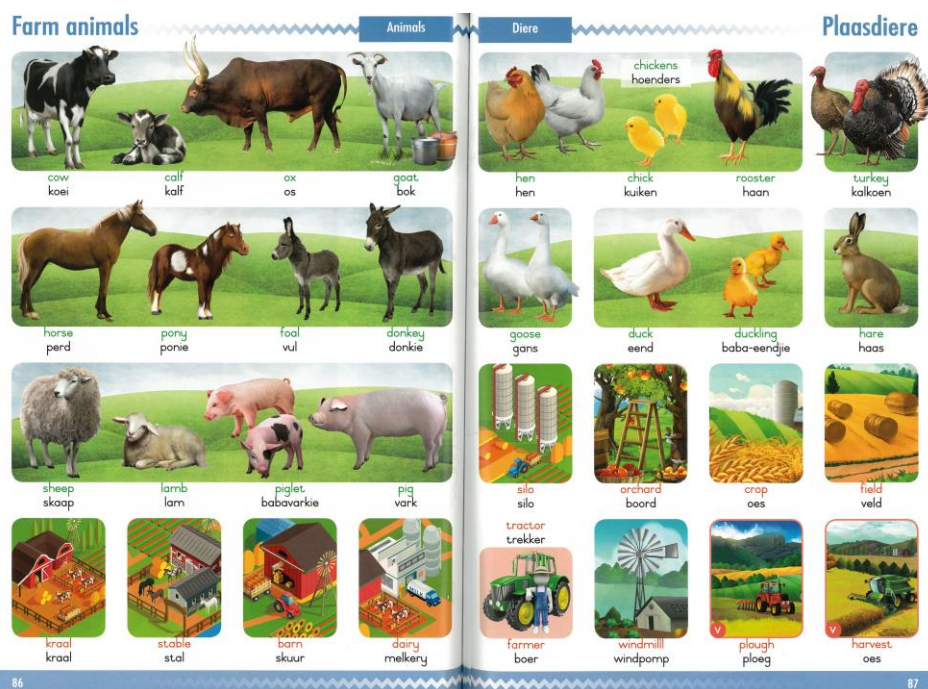 Farm animals
Animals
cow
koei
calf
kalf
ox
os
goat
bok
horse
perd
pony
ponie
foal
vul
donkey
donkie
sheep
skaap
lamb
lam
piglet
babavarkie
pig
vark
kraal
kraal
stable
stal
barn
skuur
dairy
melkery
86
Diere
Plaasdiere
chickens
hoenders
hen
hen
chick
kuiken
rooster
haan
turkey
kalkoen
goose
gans
duck
eend
duckling
baba-eendjie
hare
haas
silo
silo
orchard
boord
crop
oes
field
veld
tractor
trekker
farmer
boer
windmilll
windpomp
V
plough
ploeg
V
harvest
oes
87